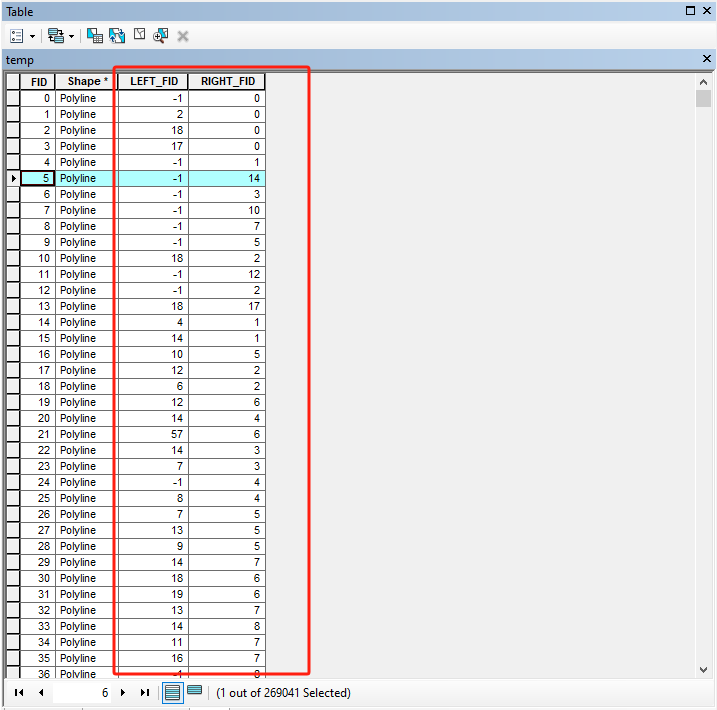 Table
temp
FID Shape * LEFT_FID RIGHT_FID
0 Polyline -1 0
1 Polyline 2 0
2 Polyline 18 0
3 Polyline 17 0
4 Polyline -1 1
5 Polyline -1 14
6 Polyline -1 3
7 Polyline -1 10
8 Polyline -1 7
9 Polyline -1 5
10 Polyline 18 2
11 Polyline -1 12
12 Polyline -1 2
13 Polyline 18 17
14 Polyline 4 1
15 Polyline 14 1
16 Polyline 10 5
17 Polyline 12 2
18 Polyline 6 2
19 Polyline 12 6
20 Polyline 14 4
21 Polyline 57 6
22 Polyline 14 3
23 Polyline 7 3
24 Polyline -1 4
25 Polyline 8 4
26 Polyline 7 5
27 Polyline 13 5
28 Polyline 9 5
29 Polyline 14 7
30 Polyline 18 6
31 Polyline 19 6
32 Polyline 13 7
33 Polyline 14 8
34 Polyline 11 7
35 Polyline 16 7
36 Polyline -1
6 (1 out of 269041 Selected)